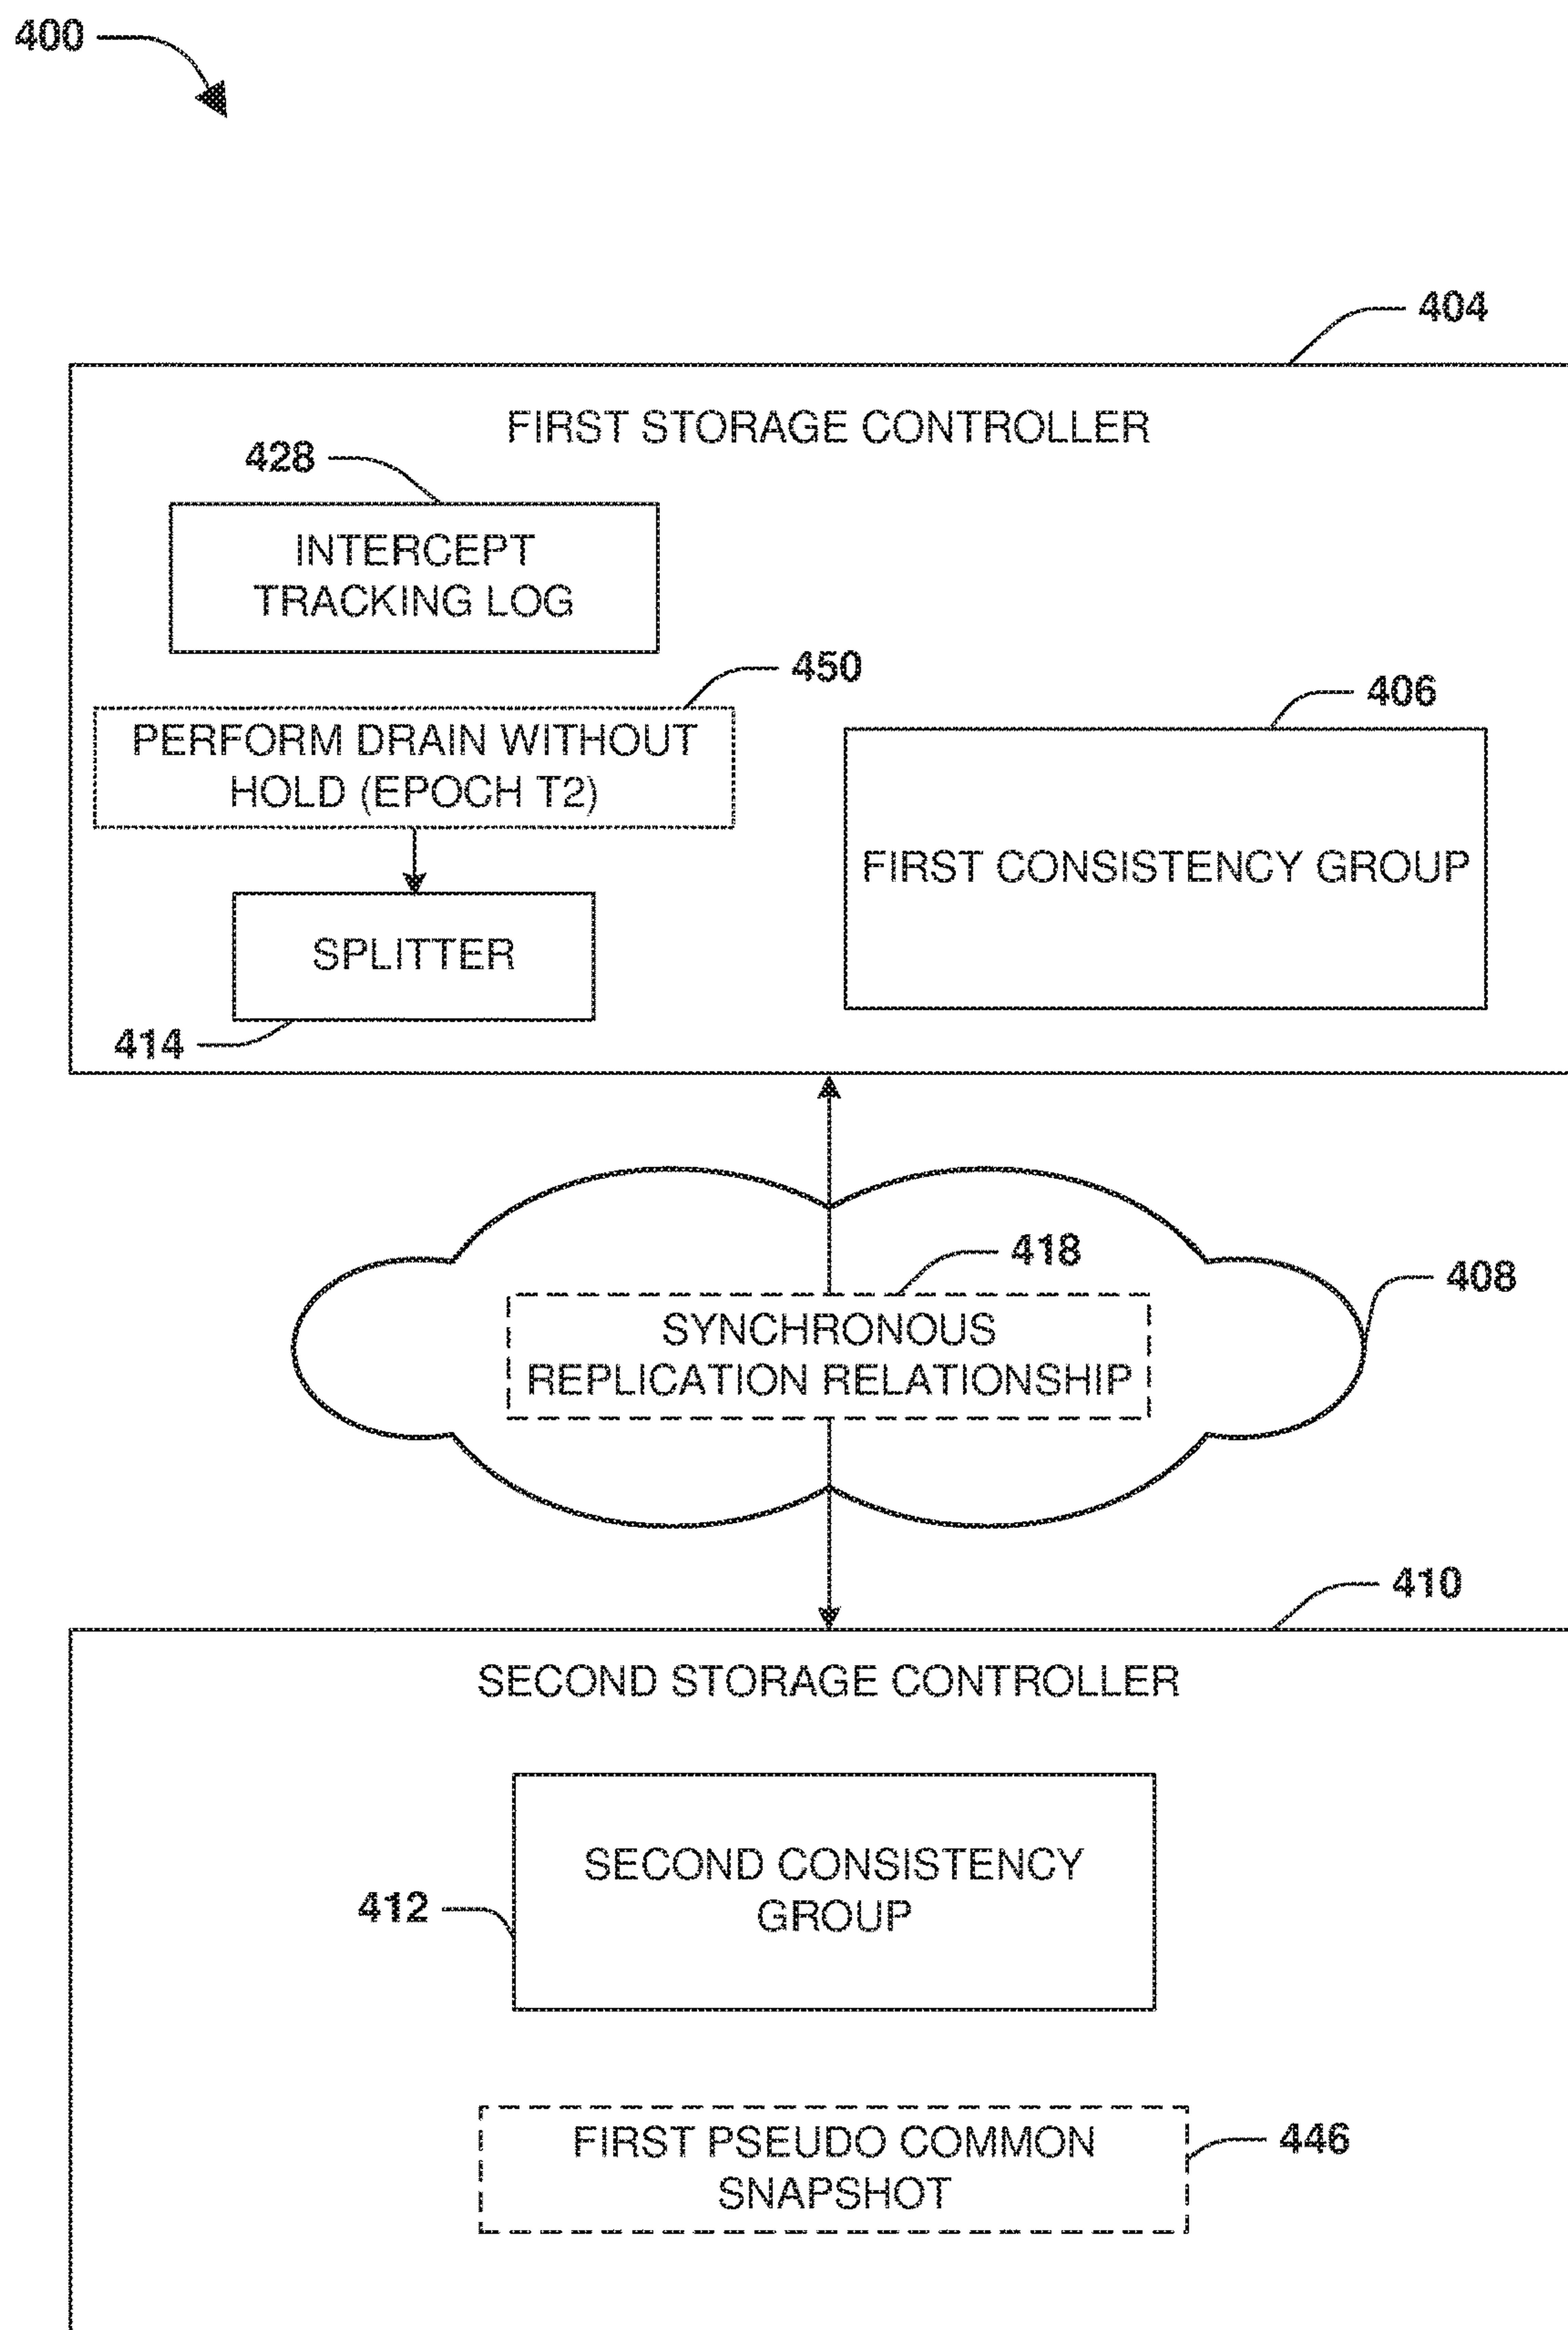 400
404
FIRST STORAGE CONTROLLER
428
INTERCEPT
TRACKING LOG
450
406
PERFORM DRAIN WITHOUT
HOLD (EPOCH T2)
FIRST CONSISTENCY GROUP
SPLITTER
414
418
408
SYNCHRONOUS
REPLICATION RELATIONSHIP
410
SECOND STORAGE CONTROLLER
SECOND CONSISTENCY
GROUP
412
FIRST PSEUDO COMMON
SNAPSHOT
446